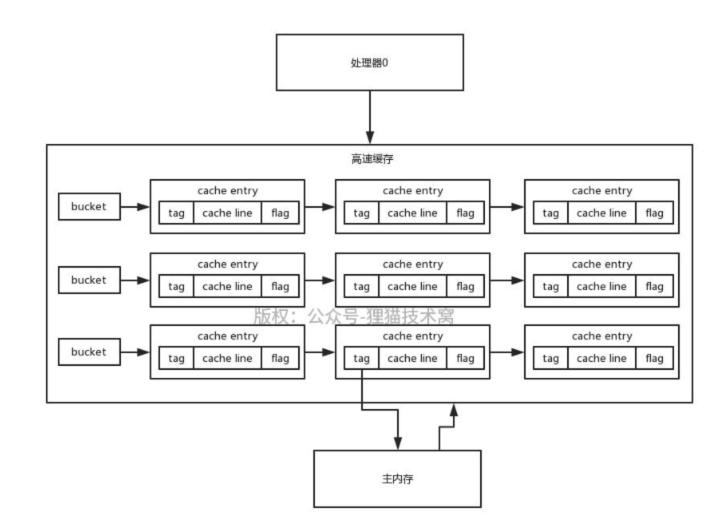 处理器0
高速缓存
cache entry cache entry cache entry
bucket tag cache line flag tag cache line flag tag cache line flag
cache entry cache entry cache entry
bucket tag cache line flag tag cache line flag tag cache line flag
版权：公众号-狸猫技术窝
cache entry cache entry cache entry
bucket tag cache line flag tag cache line flag tag cache line flag
主内存